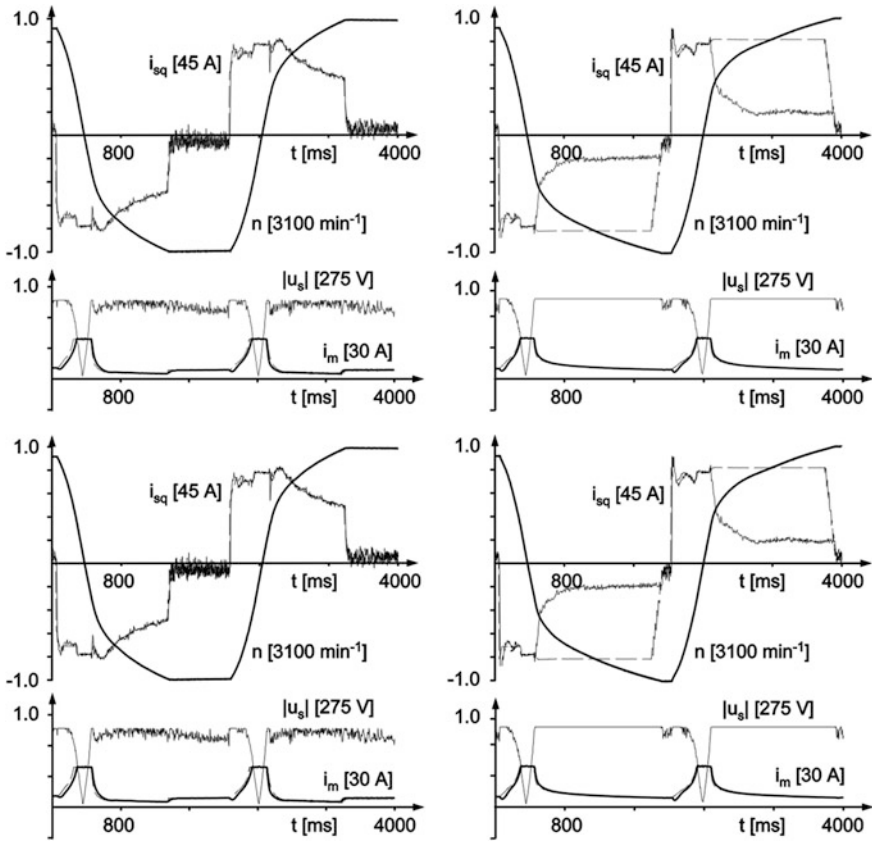 1.0
i_sq [45 A]
800
t [ms]
4000
n [3100 min⁻¹]
-1.0
1.0
|u_s| [275 V]
i_m [30 A]
800
t [ms]
4000
1.0
i_sq [45 A]
800
t [ms]
4000
n [3100 min⁻¹]
-1.0
1.0
|u_s| [275 V]
i_m [30 A]
800
t [ms]
4000
1.0
i_sq [45 A]
800
t [ms]
4000
n [3100 min⁻¹]
-1.0
1.0
|u_s| [275 V]
i_m [30 A]
800
t [ms]
4000
1.0
i_sq [45 A]
800
t [ms]
4000
n [3100 min⁻¹]
-1.0
1.0
|u_s| [275 V]
i_m [30 A]
800
t [ms]
4000